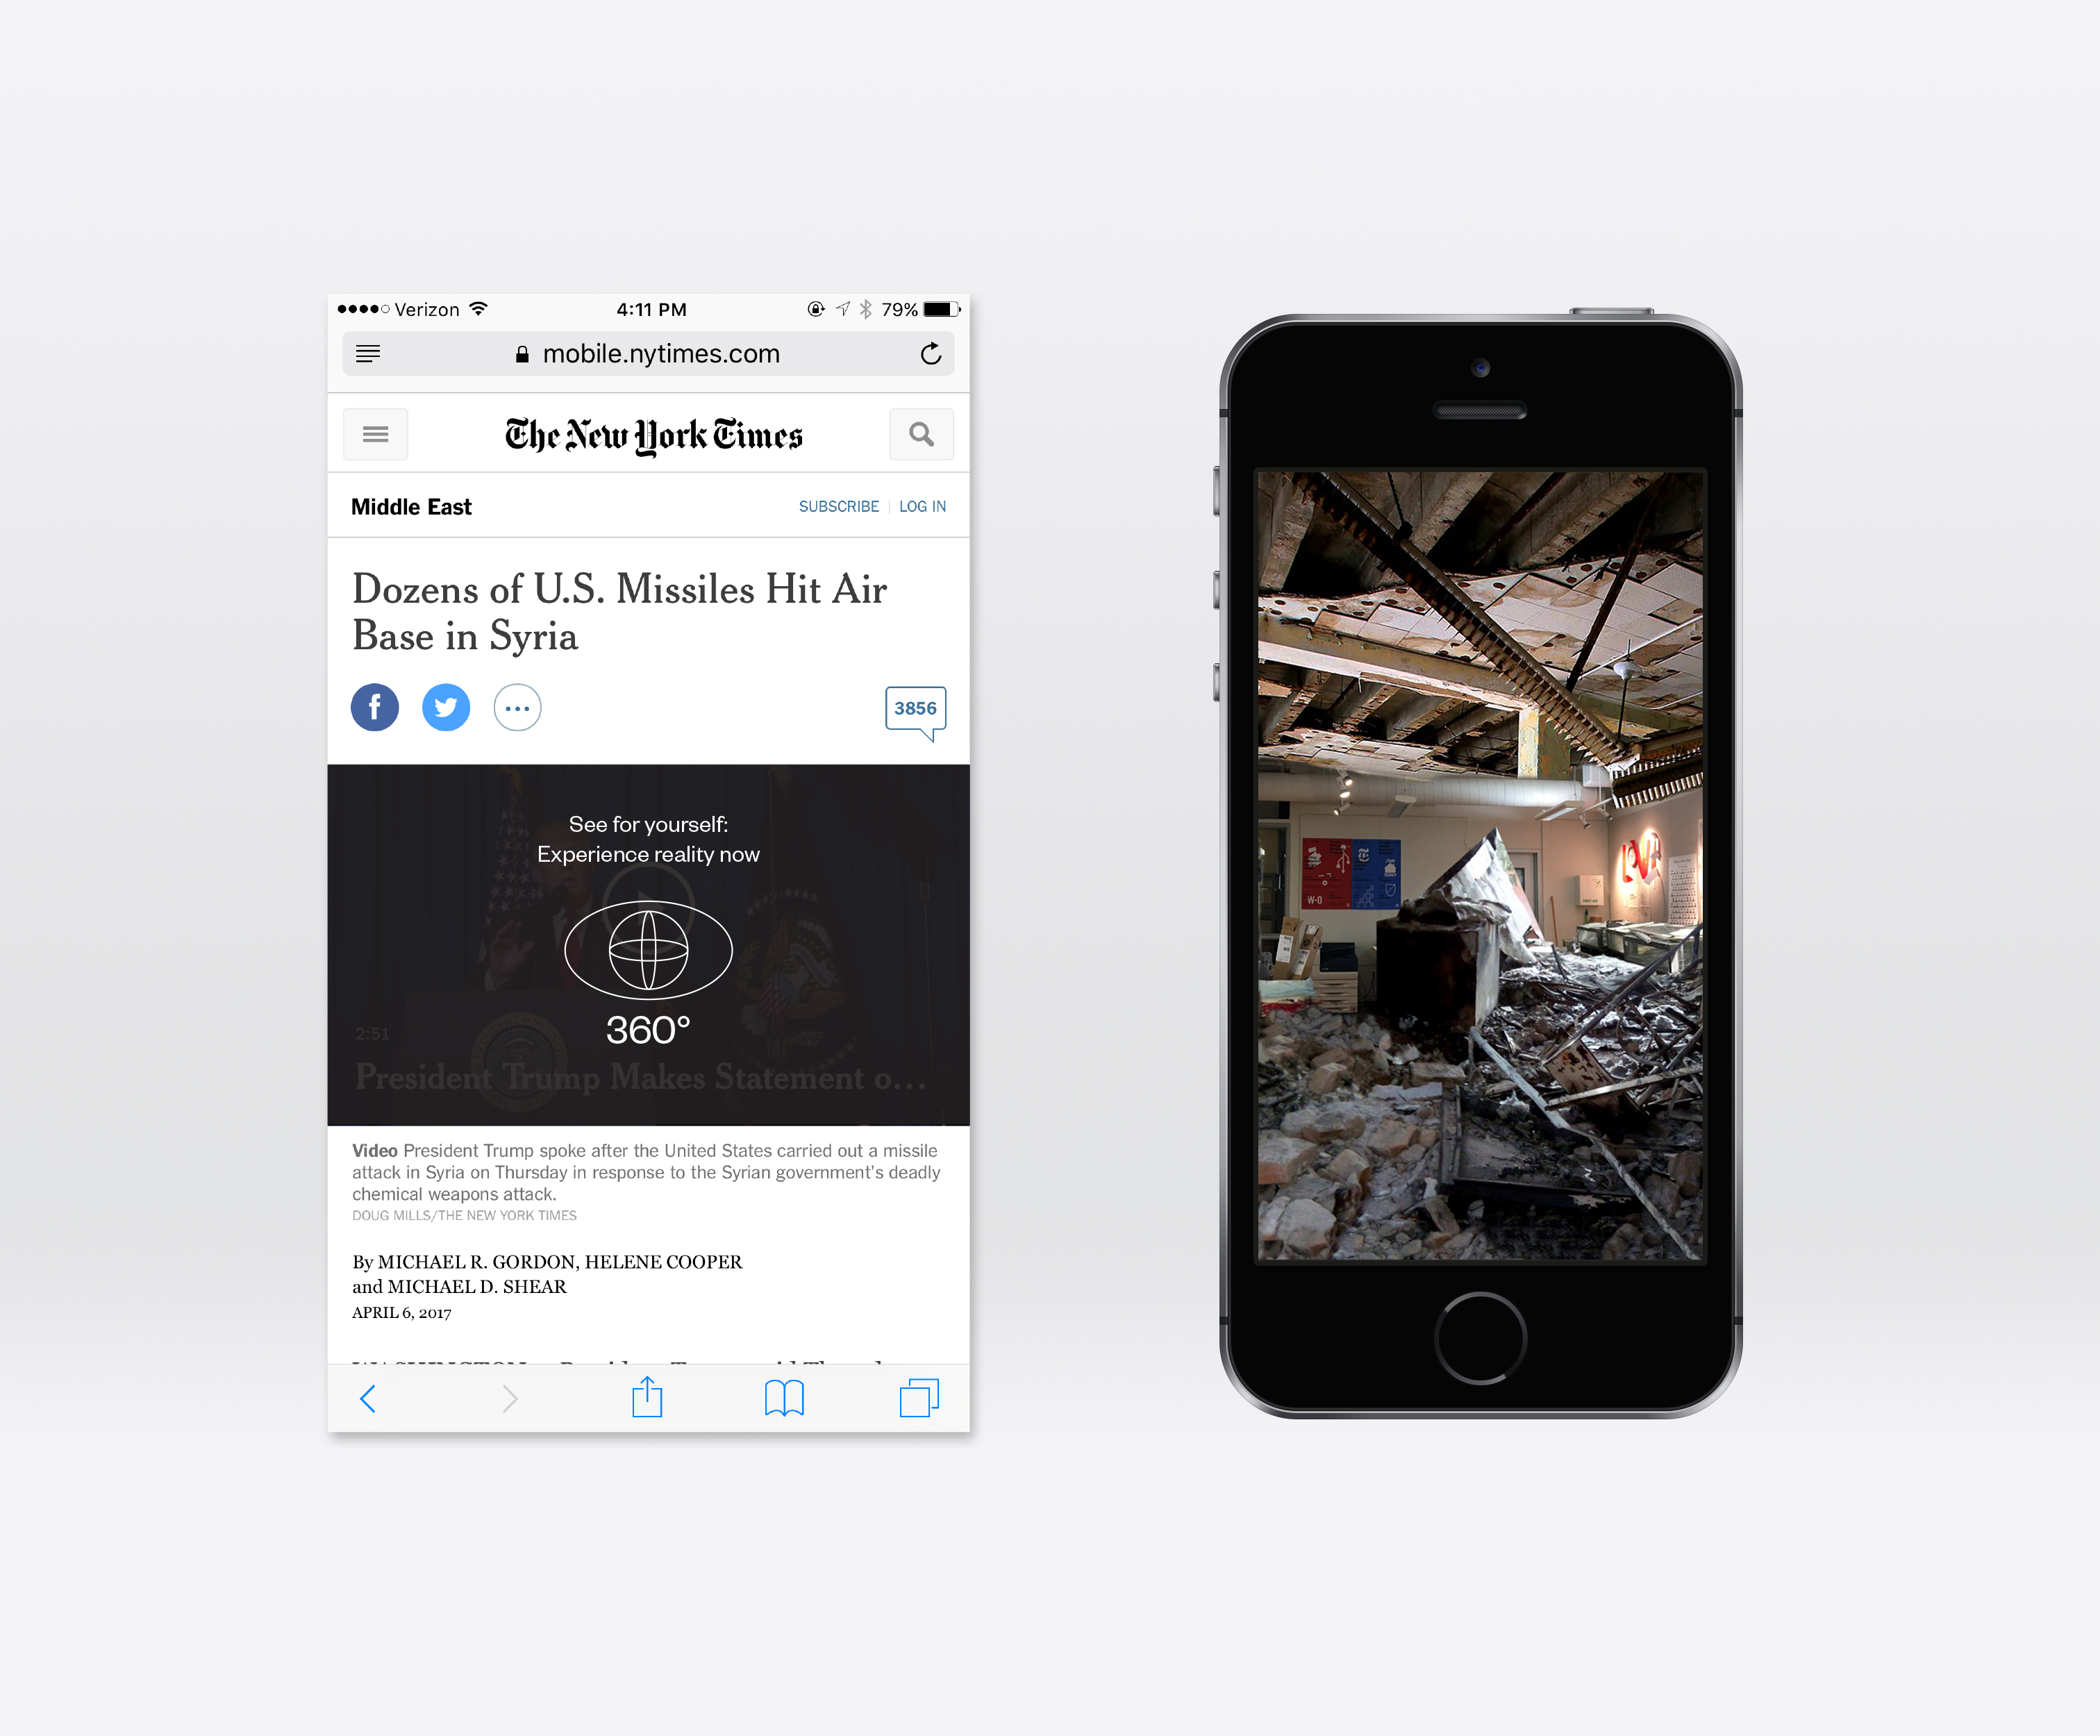 Verizon 4:11 PM 79%
mobile.nytimes.com
The New York Times
Middle East SUBSCRIBE | LOG IN
Dozens of U.S. Missiles Hit Air
Base in Syria
3856
See for yourself:
Experience reality now
360°
2:51
President Trump Makes Statement o...
Video President Trump spoke after the United States carried out a missile
attack in Syria on Thursday in response to the Syrian government's deadly
chemical weapons attack.
DOUG MILLS/THE NEW YORK TIMES
By MICHAEL R. GORDON, HELENE COOPER
and MICHAEL D. SHEAR
APRIL 6, 2017
W-0